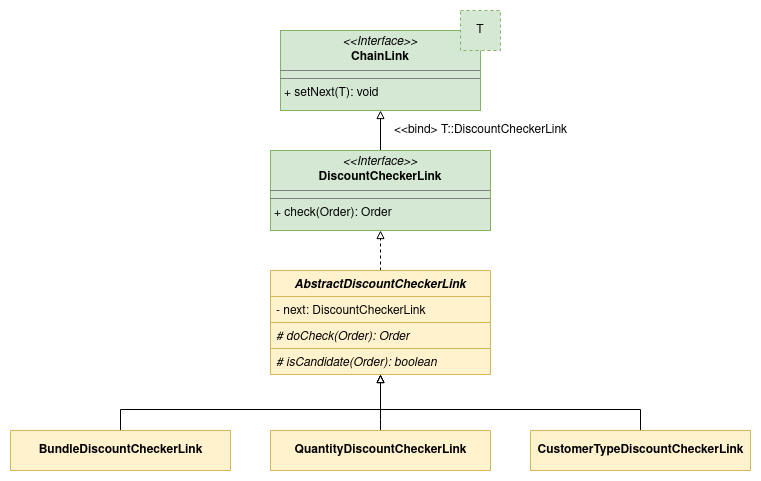 T
<<Interface>>
ChainLink
+ setNext(T): void
<<bind> T::DiscountCheckerLink
<<Interface>>
DiscountCheckerLink
+ check(Order): Order
AbstractDiscountCheckerLink
- next: DiscountCheckerLink
# doCheck(Order): Order
# isCandidate(Order): boolean
BundleDiscountCheckerLink
QuantityDiscountCheckerLink
CustomerTypeDiscountCheckerLink